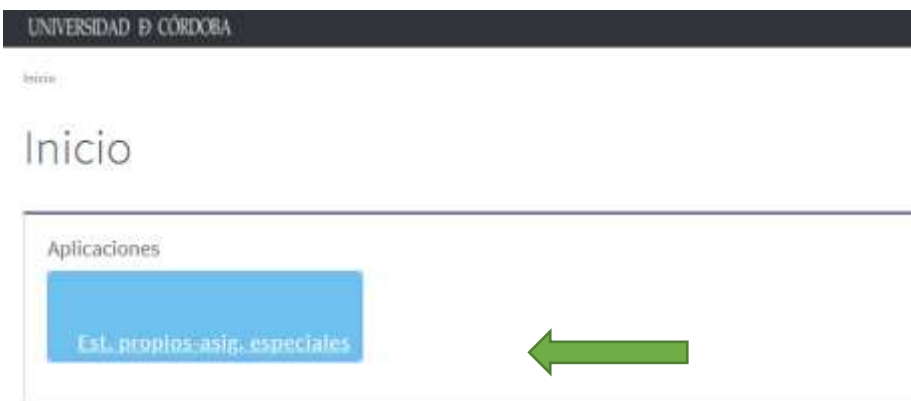 UNIVERSIDAD Ð CÓRDOBA
Inicio
Inicio
Aplicaciones
Est. propios-asig. especiales